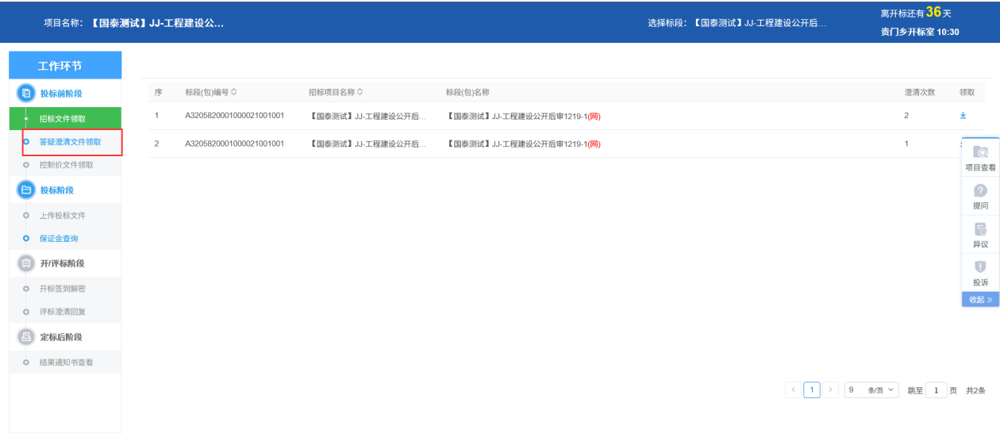 项目名称：【国泰测试】JJ-工程建设公...
选择标段：【国泰测试】JJ-工程建设公开后...
离开标还有36天
贵门乡开标室 10:30
工作环节
投标前阶段
招标文件领取
答疑澄清文件领取
控制价文件领取
投标阶段
上传投标文件
保证金查询
开/评标阶段
开标签到解密
评标澄清回复
定标后阶段
结果通知书查看
序 标段(包)编号 招标项目名称 标段(包)名称 澄清次数 领取
1 A3205820001000021001001 【国泰测试】JJ-工程建设公开后... 【国泰测试】JJ-工程建设公开后审1219-1(网) 2
2 A3205820001000021001001 【国泰测试】JJ-工程建设公开后... 【国泰测试】JJ-工程建设公开后审1219-1(网) 1
项目查看
提问
异议
投诉
收起 »
< 1 > 9 条/页 跳至 1 页 共2条